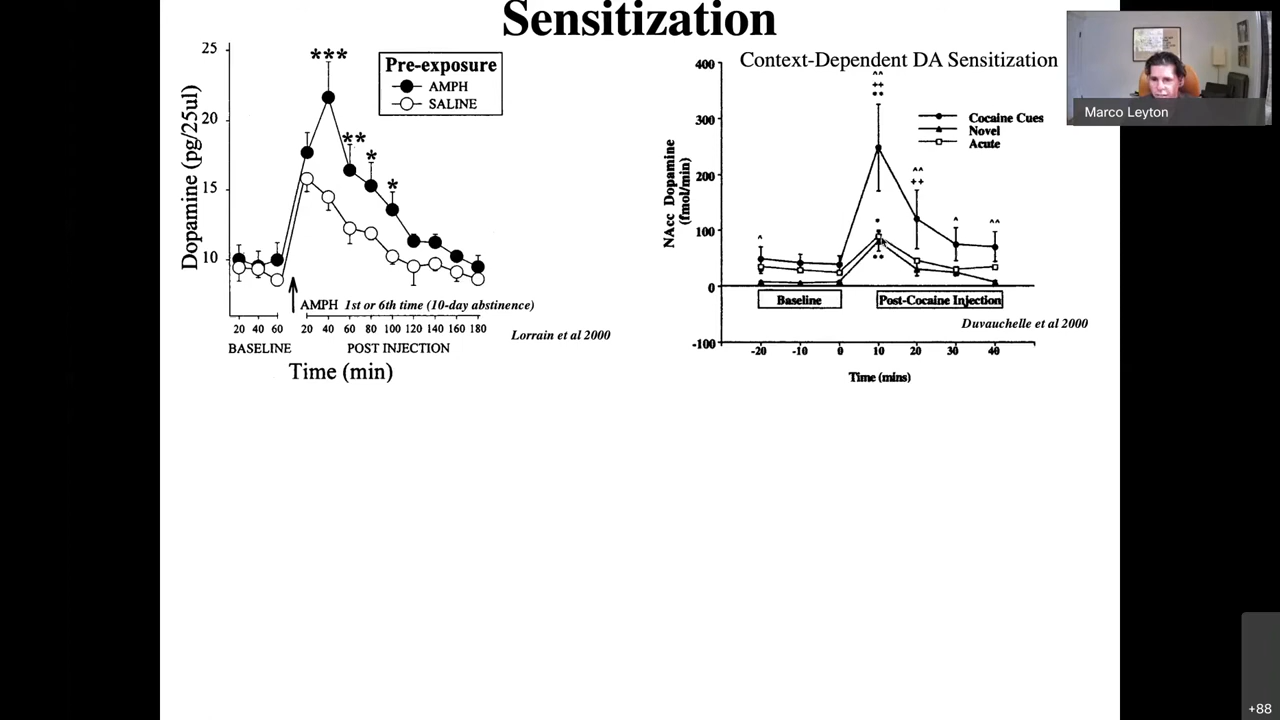 Sensitization
25
20
15
10
Dopamine (pg/25ul)
***
**
*
*
Pre-exposure
AMPH
SALINE
AMPH 1st or 6th time (10-day abstinence)
20 40 60 20 40 60 80 100 120 140 160 180
BASELINE POST INJECTION
Time (min)
Lorrain et al 2000
Context-Dependent DA Sensitization
400
300
200
100
0
-100
NAcc Dopamine
(fmol/min)
^^
++
**
^^
++
^
^
^^
*
**
Cocaine Cues
Novel
Acute
Baseline
Post-Cocaine Injection
Duvauchelle et al 2000
-20 -10 0 10 20 30 40
Time (mins)
Marco Leyton
+88